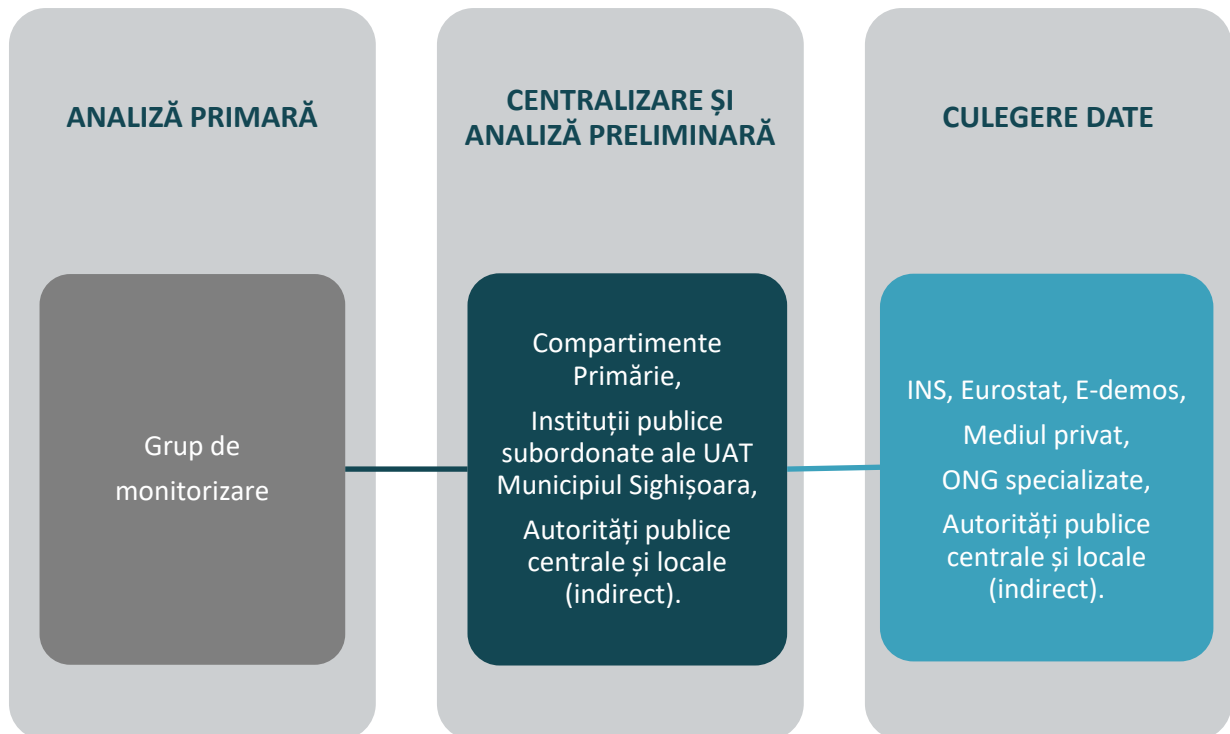 ANALIZĂ PRIMARĂ
Grup de
monitorizare
CENTRALIZARE ȘI
ANALIZĂ PRELIMINARĂ
Compartimente
Primărie,
Instituții publice
subordonate ale UAT
Municipiul Sighișoara,
Autorități publice
centrale și locale
(indirect).
CULEGERE DATE
INS, Eurostat, E-demos,
Mediul privat,
ONG specializate,
Autorități publice
centrale și locale
(indirect).